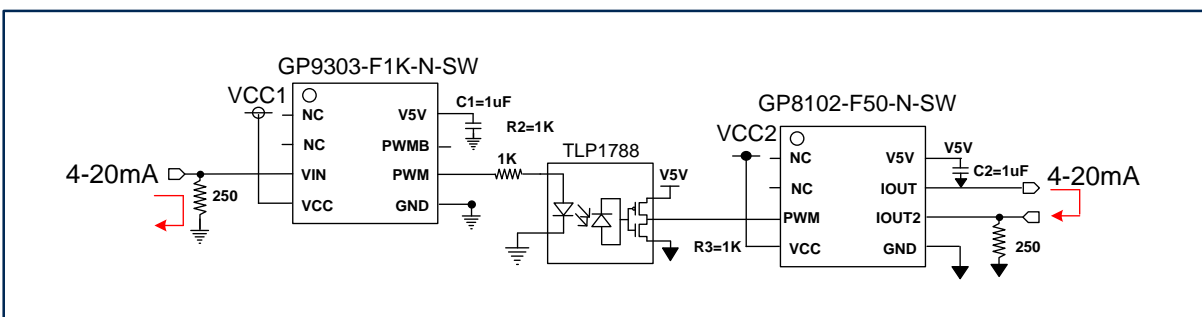 GP9303-F1K-N-SW
VCC1
NC
NC
VIN
VCC
V5V
PWMB
PWM
GND
C1=1uF
R2=1K
1K
4-20mA
250
TLP1788
V5V
R3=1K
GP8102-F50-N-SW
VCC2
NC
NC
PWM
VCC
V5V
IOUT
IOUT2
GND
V5V
C2=1uF
4-20mA
250